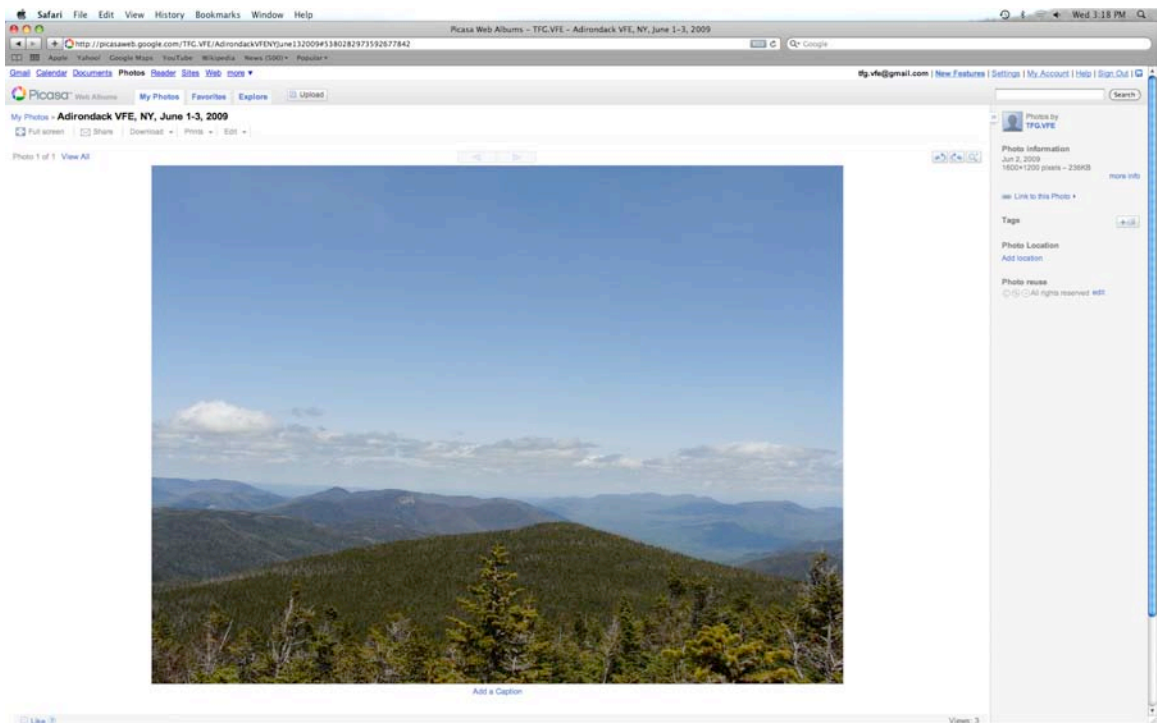 Safari File Edit View History Bookmarks Window Help Wed 3:18 PM
Picasa Web Albums – TFG.VFE – Adirondack VFE, NY, June 1–3, 2009
http://picasaweb.google.com/TFG.VFE/AdirondackVFENYJune132009#5380282973592677842
Google
Apple Yahoo! Google Maps YouTube Wikipedia News (500) Popular
Gmail Calendar Documents Photos Reader Sites Web more
tfg.vfe@gmail.com | New Features | Settings | My Account | Help | Sign Out |
Picasa™ Web Albums My Photos Favorites Explore Upload Search
My Photos > Adirondack VFE, NY, June 1-3, 2009
Full screen Share Download Prints Edit
Photo 1 of 1 View All
Photos by
TFG.VFE
Photo information
Jun 2, 2009
1600×1200 pixels – 236KB
more info
Link to this Photo
Tags
Photo Location
Add location
Photo reuse
All rights reserved edit
Add a Caption
Like
Views: 3